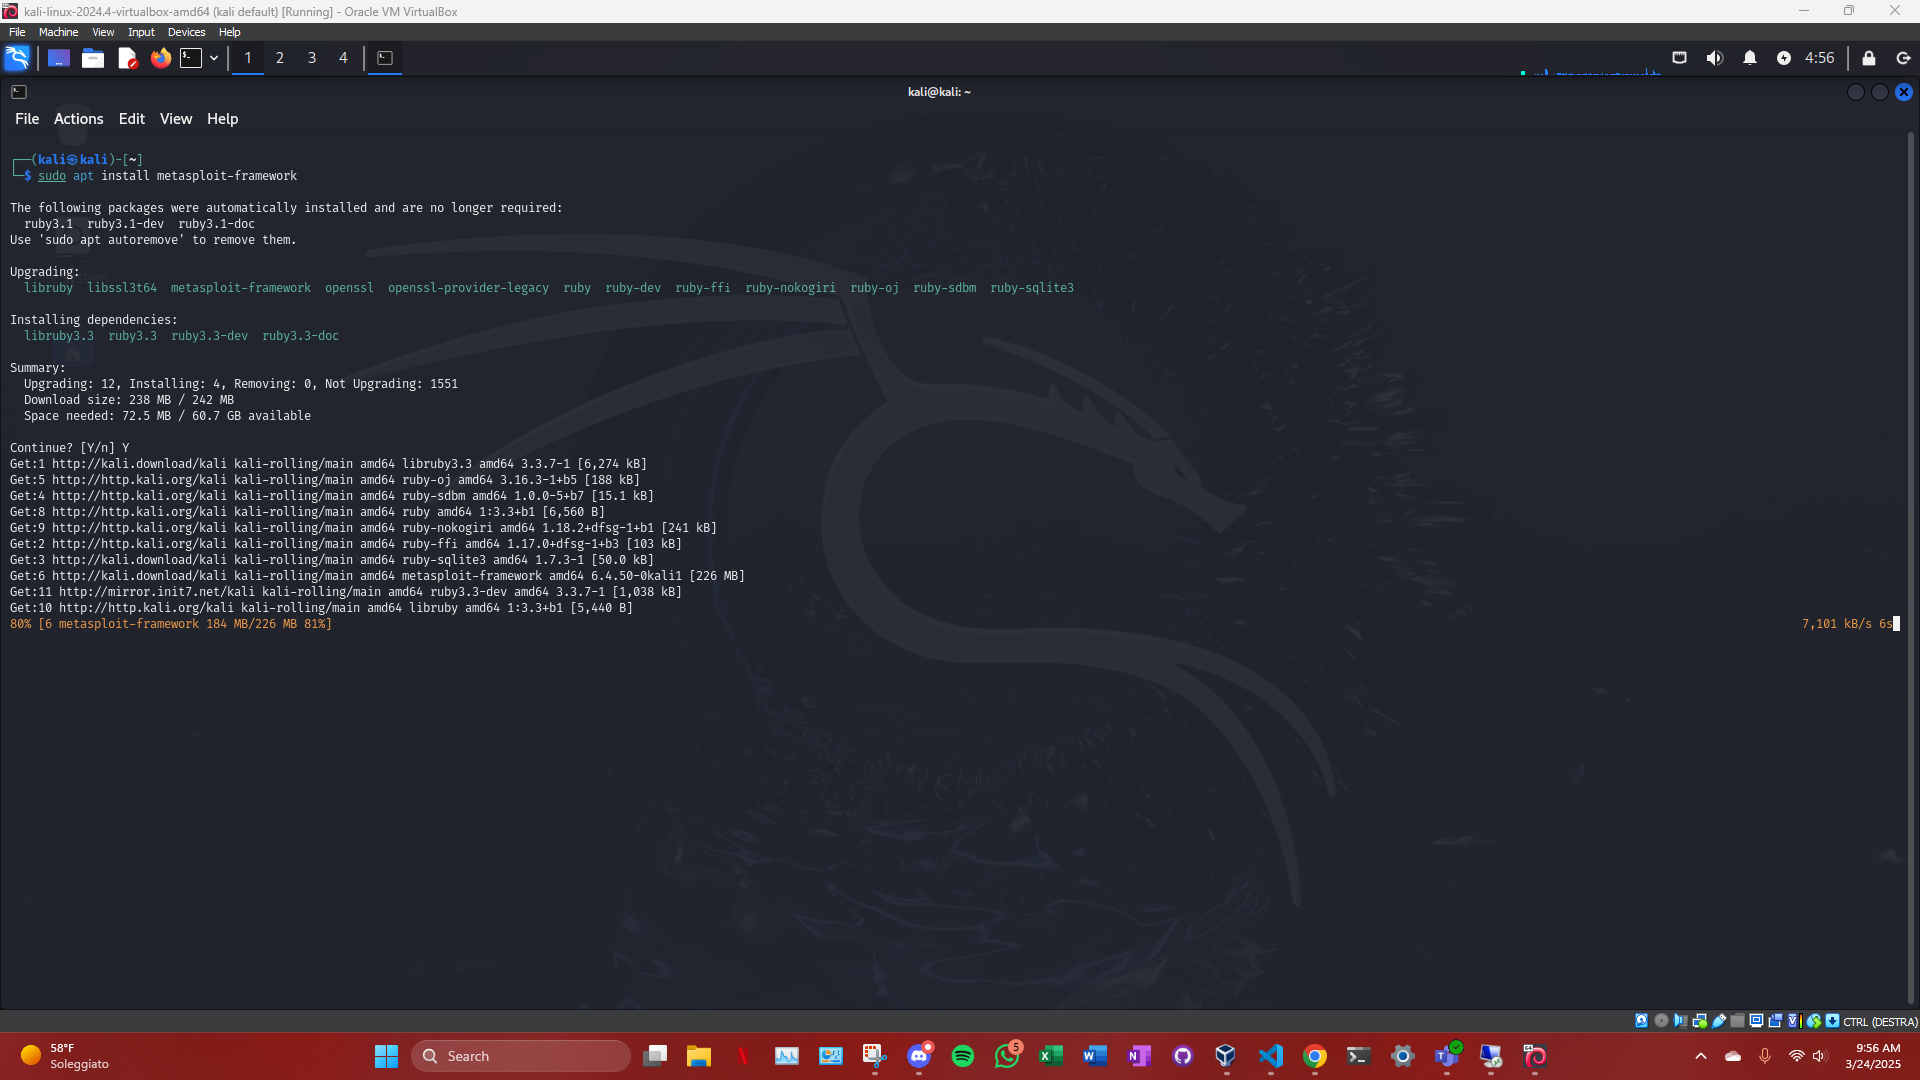 kali-linux-2024.4-virtualbox-amd64 (kali default) [Running] - Oracle VM VirtualBox
File Machine View Input Devices Help
1 2 3 4 4:56
kali@kali: ~
File Actions Edit View Help
┌──(kali㉿kali)-[~]
└─$ sudo apt install metasploit-framework
The following packages were automatically installed and are no longer required:
ruby3.1 ruby3.1-dev ruby3.1-doc
Use 'sudo apt autoremove' to remove them.
Upgrading:
libruby libssl3t64 metasploit-framework openssl openssl-provider-legacy ruby ruby-dev ruby-ffi ruby-nokogiri ruby-oj ruby-sdbm ruby-sqlite3
Installing dependencies:
libruby3.3 ruby3.3 ruby3.3-dev ruby3.3-doc
Summary:
Upgrading: 12, Installing: 4, Removing: 0, Not Upgrading: 1551
Download size: 238 MB / 242 MB
Space needed: 72.5 MB / 60.7 GB available
Continue? [Y/n] Y
Get:1 http://kali.download/kali kali-rolling/main amd64 libruby3.3 amd64 3.3.7-1 [6,274 kB]
Get:5 http://http.kali.org/kali kali-rolling/main amd64 ruby-oj amd64 3.16.3-1+b5 [188 kB]
Get:4 http://http.kali.org/kali kali-rolling/main amd64 ruby-sdbm amd64 1.0.0-5+b7 [15.1 kB]
Get:8 http://http.kali.org/kali kali-rolling/main amd64 ruby amd64 1:3.3+b1 [6,560 B]
Get:9 http://http.kali.org/kali kali-rolling/main amd64 ruby-nokogiri amd64 1.18.2+dfsg-1+b1 [241 kB]
Get:2 http://http.kali.org/kali kali-rolling/main amd64 ruby-ffi amd64 1.17.0+dfsg-1+b3 [103 kB]
Get:3 http://kali.download/kali kali-rolling/main amd64 ruby-sqlite3 amd64 1.7.3-1 [50.0 kB]
Get:6 http://kali.download/kali kali-rolling/main amd64 metasploit-framework amd64 6.4.50-0kali1 [226 MB]
Get:11 http://mirror.init7.net/kali kali-rolling/main amd64 ruby3.3-dev amd64 3.3.7-1 [1,038 kB]
Get:10 http://http.kali.org/kali kali-rolling/main amd64 libruby amd64 1:3.3+b1 [5,440 B]
80% [6 metasploit-framework 184 MB/226 MB 81%] 7,101 kB/s 6s
CTRL (DESTRA)
58°F
Soleggiato
Search
5
9:56 AM
3/24/2025